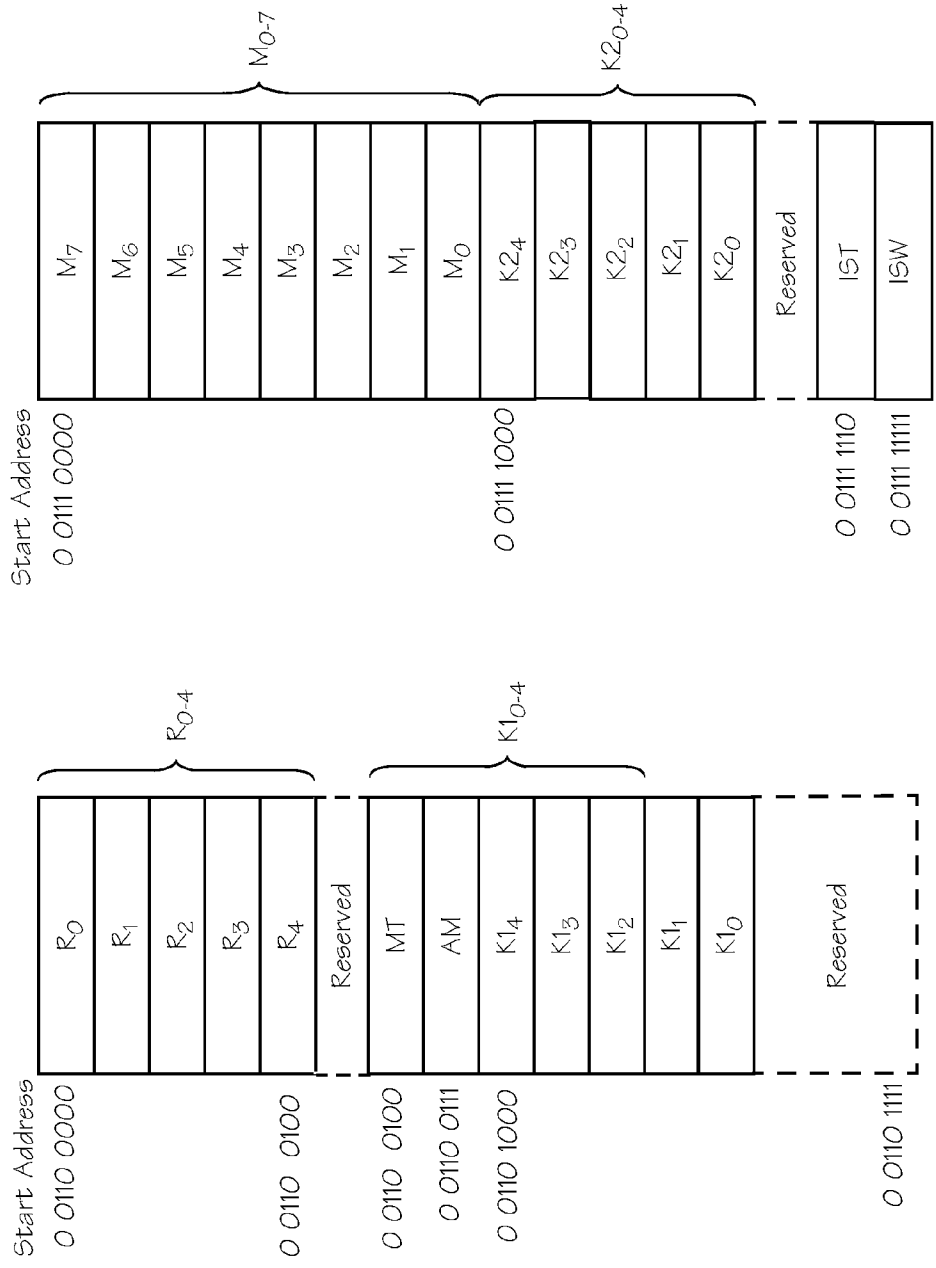 Start Address
0 0110 0000
R0
R1
R2
R3
0 0110 0100
R4
R0-4
Reserved
0 0110 0100
MT
0 0110 0111
AM
0 0110 1000
K14
K13
K12
K11
K10
K10-4
Reserved
0 0110 1111
Start Address
0 0111 0000
M7
M6
M5
M4
M3
M2
M1
M0
M0-7
0 0111 1000
K24
K23
K22
K21
K20
K20-4
Reserved
0 0111 1110
IST
0 0111 11111
ISW